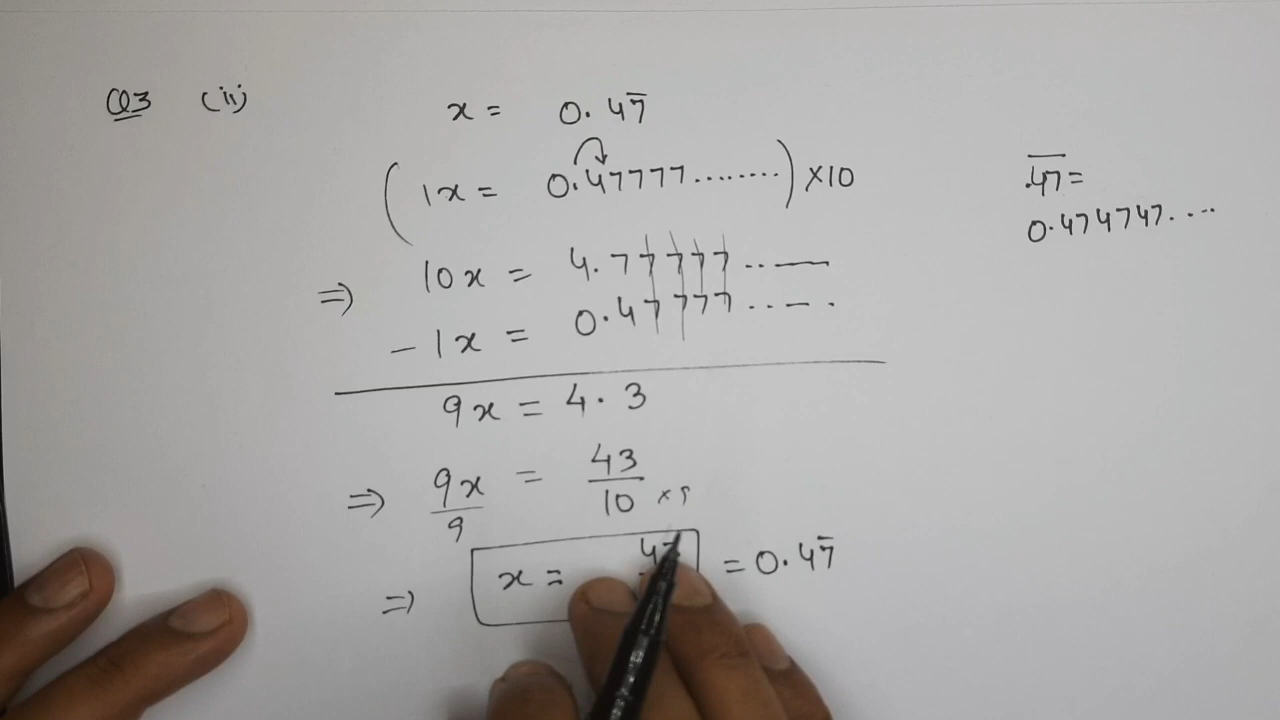 Q3 (ii)
x = 0.47̅
(1x = 0.47777........) ×10
.4̅7̅ =
0.474747....
⇒ 10x = 4.77777..—
- 1x = 0.47777..–.
9x = 4.3
⇒ 9x/9 = 43/10 ×9
⇒ x = = 0.47̅